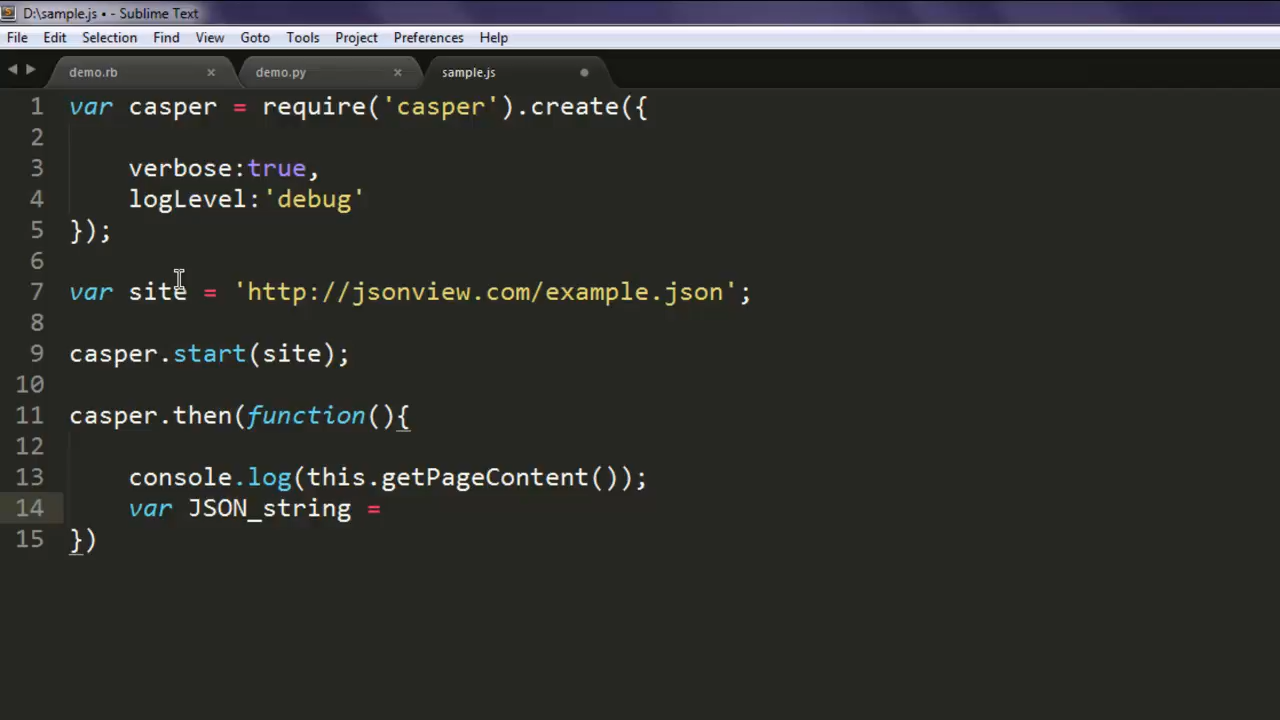 D:\sample.js • - Sublime Text
File Edit Selection Find View Goto Tools Project Preferences Help
demo.rb × demo.py × sample.js
1 var casper = require('casper').create({
2
3     verbose:true,
4     logLevel:'debug'
5 });
6
7 var site = 'http://jsonview.com/example.json';
8
9 casper.start(site);
10
11 casper.then(function(){
12
13     console.log(this.getPageContent());
14     var JSON_string =
15 })